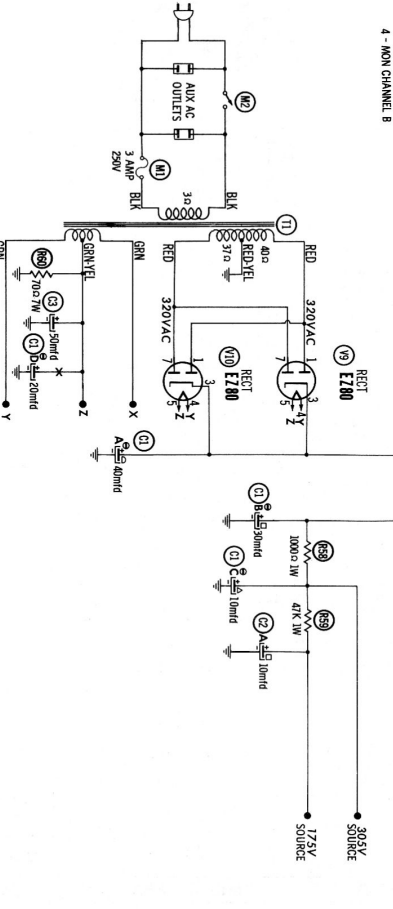 4 - MON CHANNEL B
M2
AUX AC
OUTLETS
M1
3 AMP
250V
BLK
BLK
3Ω
T1
RED
40Ω
RED-YEL
37Ω
RED
GRN
GRN-YEL
GRN
320VAC
320VAC
V9
RECT
EZ80
1
7
3
4Y
5
Z
V10
RECT
EZ80
1
7
3
4
Y
5
Z
R60
70Ω 7W
C3
50mfd
C1
D
20mfd
X
Z
Y
C1
A
40mfd
C1
B
30mfd
R58
1000Ω 1W
C1
C
10mfd
R59
47K 1W
C2
A
10mfd
305V
SOURCE
175V
SOURCE